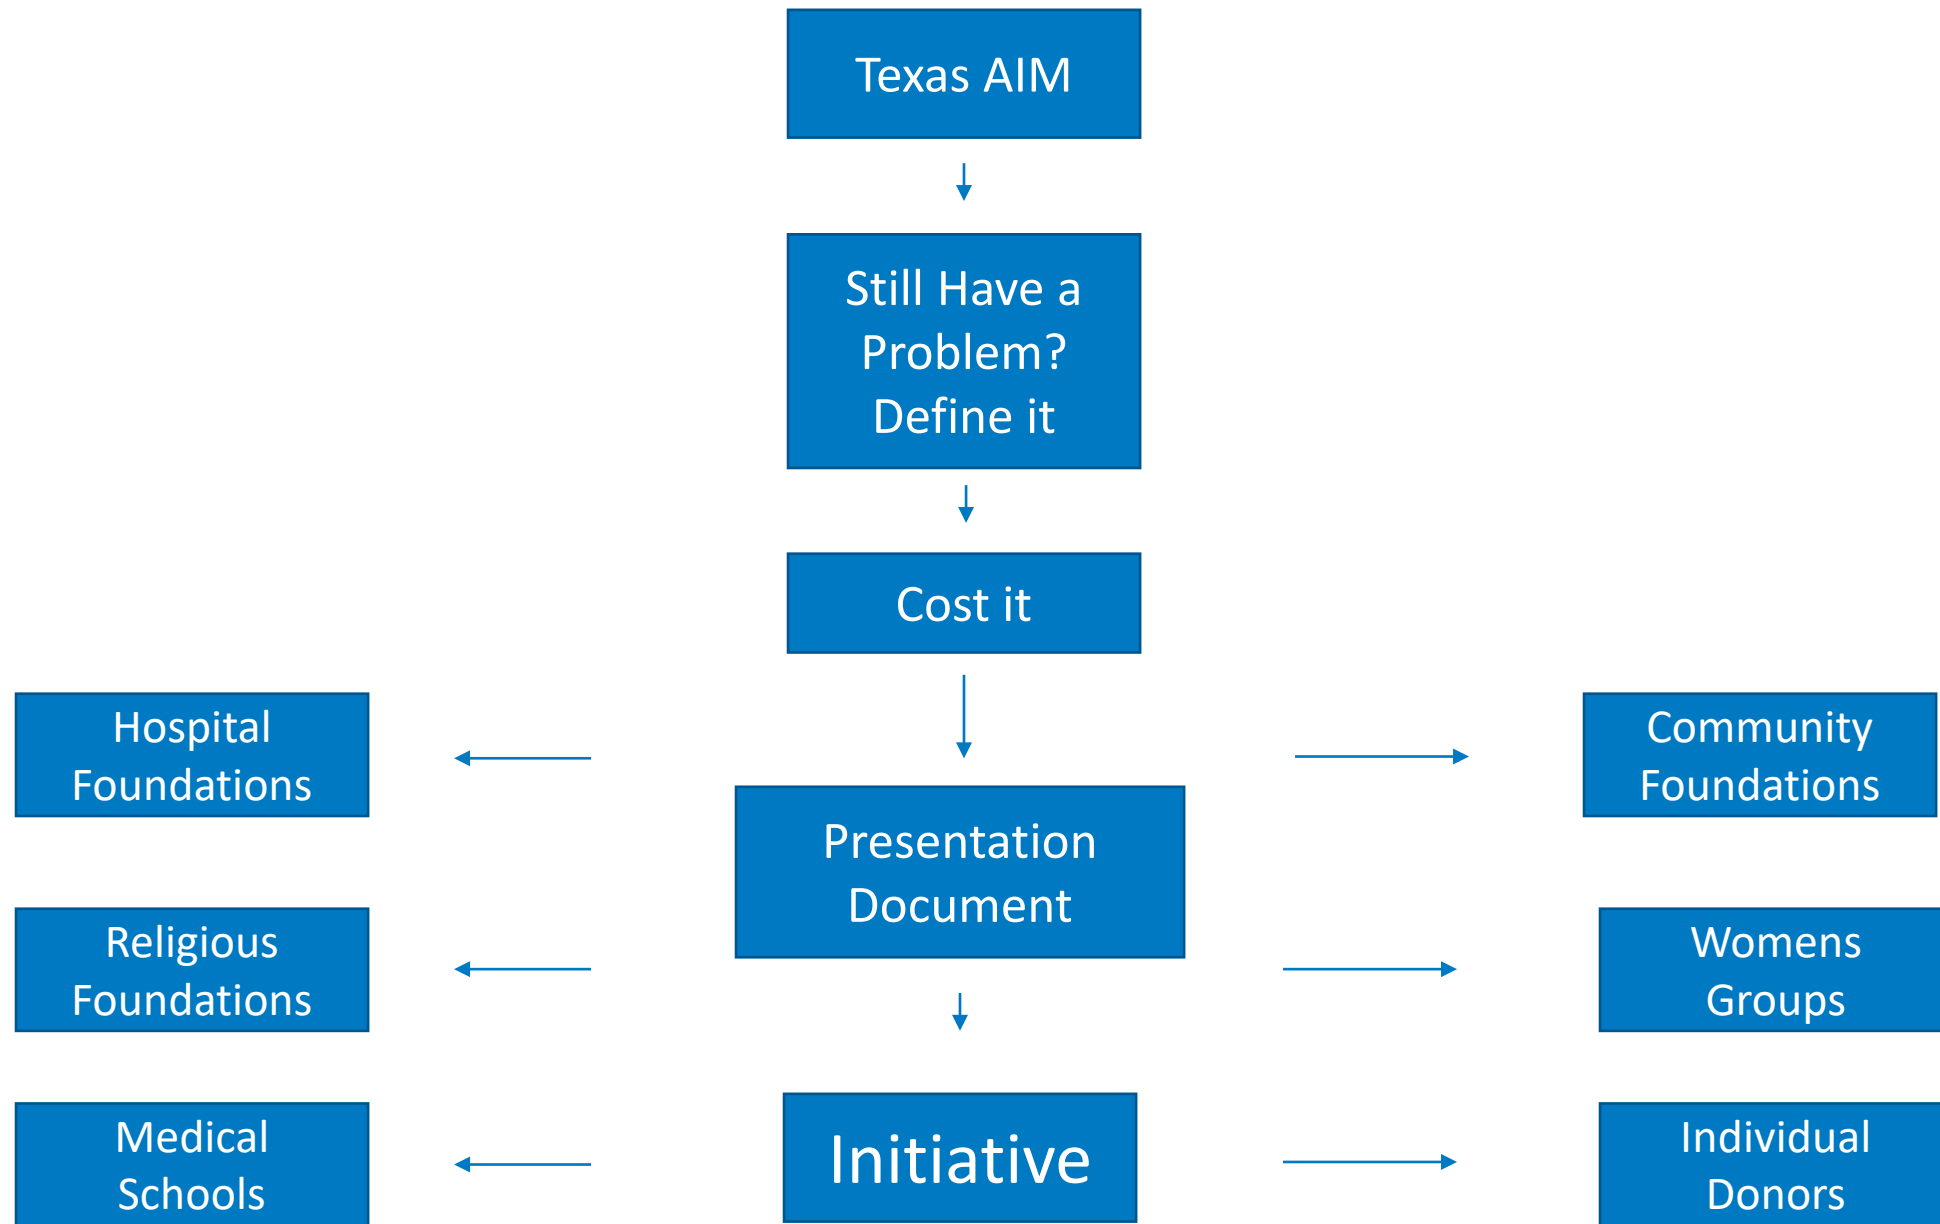 Texas AIM
Still Have a
Problem?
Define it
Cost it
Hospital
Foundations
Community
Foundations
Presentation
Document
Religious
Foundations
Womens
Groups
Medical
Schools
Initiative
Individual
Donors